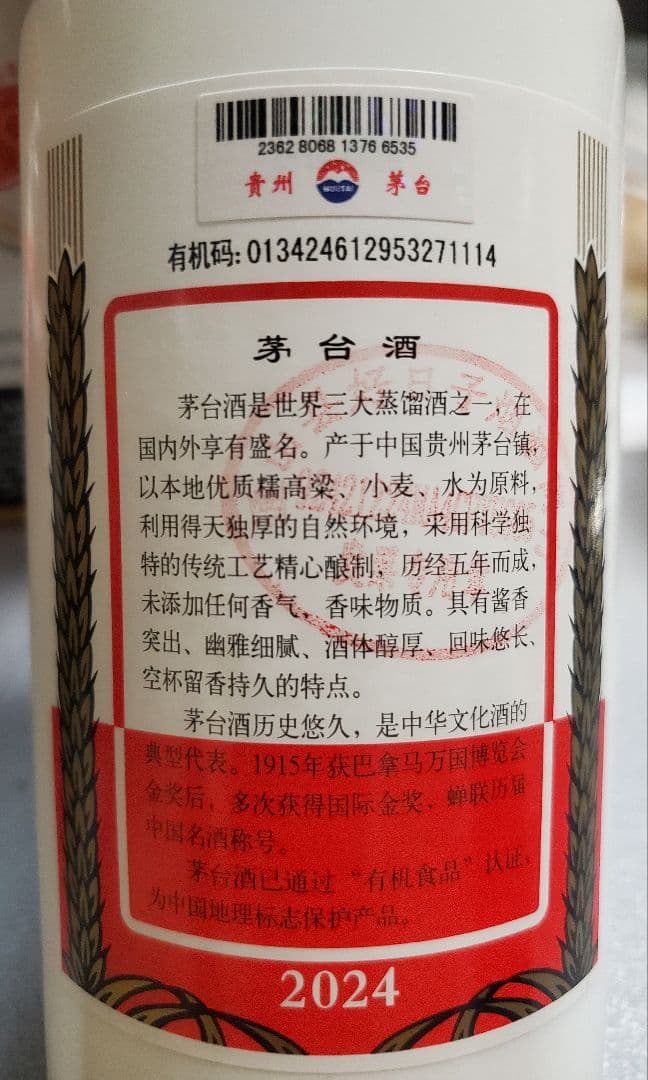 2362 8068 1376 6535
贵州 MOUTAI 茅台
有机码:013424612953271114
茅台酒
茅台酒是世界三大蒸馏酒之一，在
国内外享有盛名。产于中国贵州茅台镇，
以本地优质糯高粱、小麦、水为原料，
利用得天独厚的自然环境，采用科学独
特的传统工艺精心酿制，历经五年而成，
未添加任何香气，香味物质。具有酱香
突出、幽雅细腻、酒体醇厚、回味悠长、
空杯留香持久的特点。
茅台酒历史悠久，是中华文化酒的
典型代表。1915年获巴拿马万国博览会
金奖后，多次获得国际金奖，蝉联历届
中国名酒称号。
茅台酒已通过“有机食品”认证，
为中国地理标志保护产品。
2024